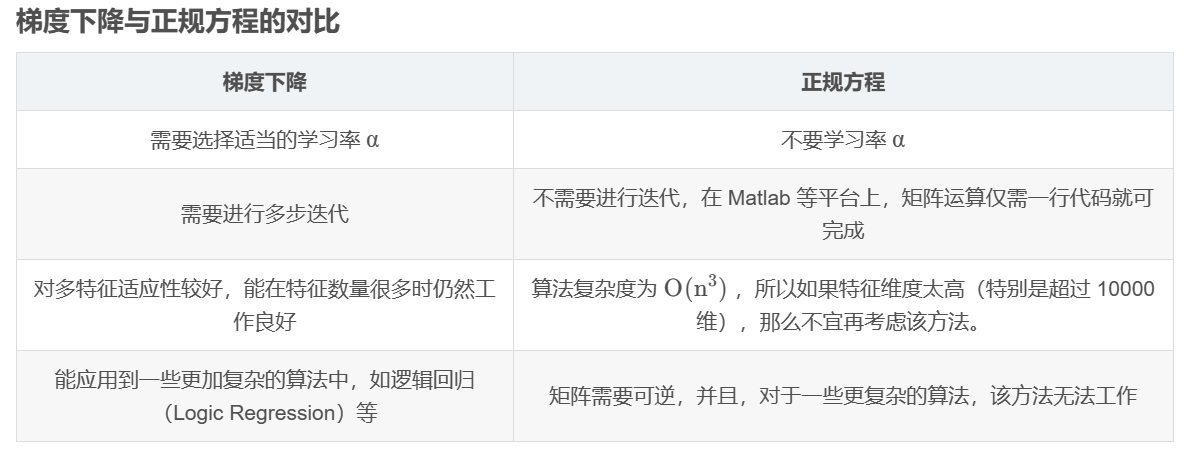 梯度下降与正规方程的对比
梯度下降
正规方程
需要选择适当的学习率 α
不要学习率 α
需要进行多步迭代
不需要进行迭代，在 Matlab 等平台上，矩阵运算仅需一行代码就可
完成
对多特征适应性较好，能在特征数量很多时仍然工
作良好
算法复杂度为 O(n³) ，所以如果特征维度太高（特别是超过 10000
维），那么不宜再考虑该方法。
能应用到一些更加复杂的算法中，如逻辑回归
（Logic Regression）等
矩阵需要可逆，并且，对于一些更复杂的算法，该方法无法工作